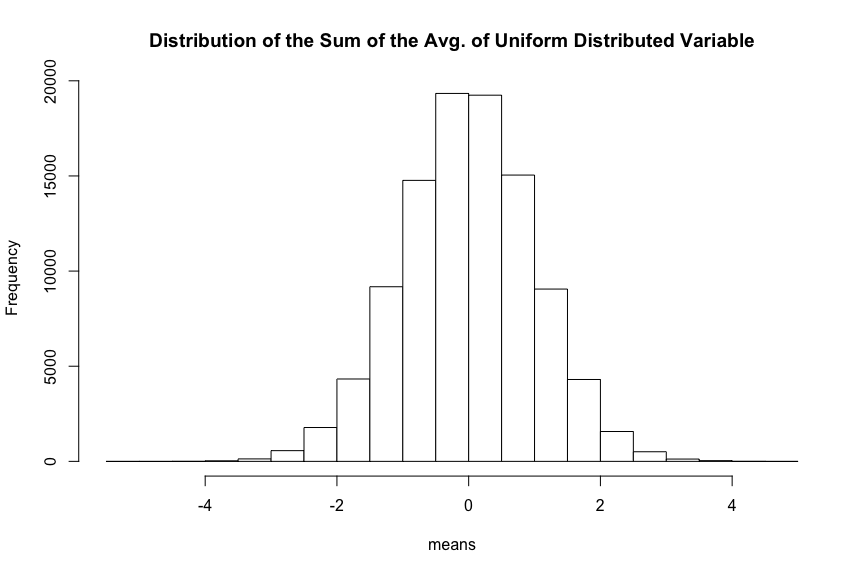 Distribution of the Sum of the Avg. of Uniform Distributed Variable
Frequency
20000
15000
10000
5000
0
-4 -2 0 2 4
means